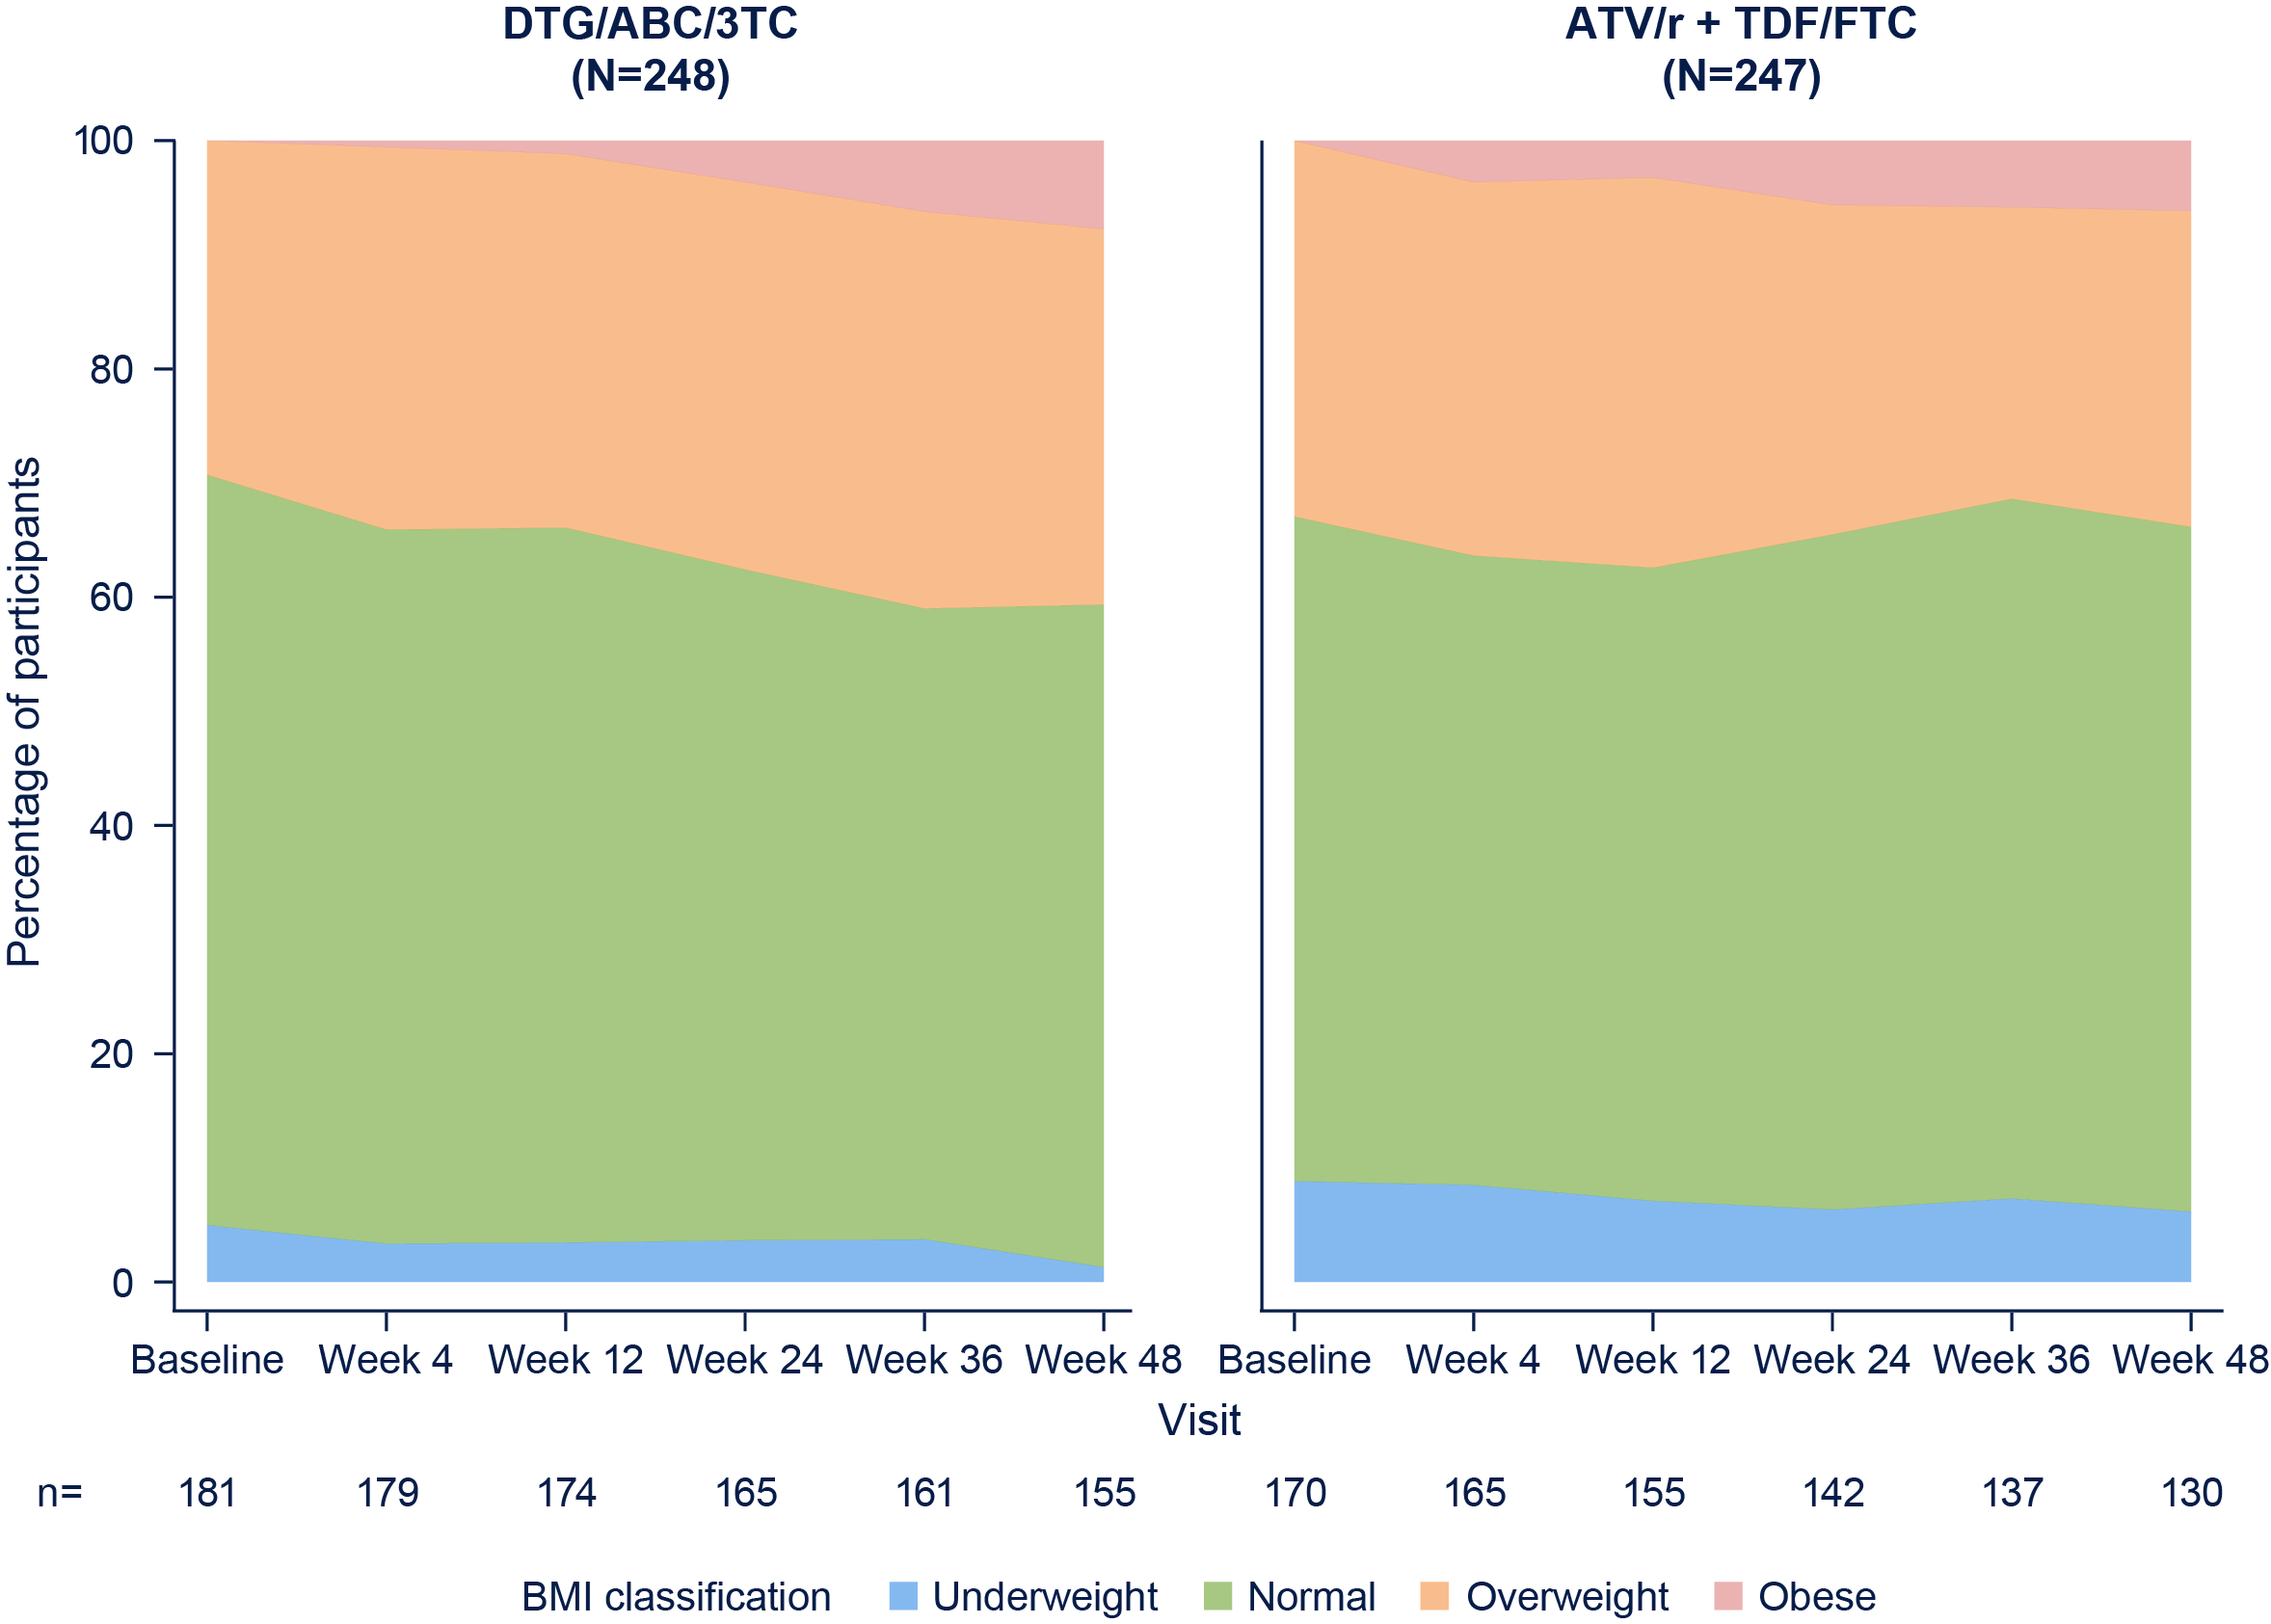 DTG/ABC/3TC
(N=248)
ATV/r + TDF/FTC
(N=247)
Percentage of participants
100
80
60
40
20
0
Baseline Week 4 Week 12 Week 24 Week 36 Week 48
Baseline Week 4 Week 12 Week 24 Week 36 Week 48
Visit
n= 181 179 174 165 161 155 170 165 155 142 137 130
BMI classification Underweight Normal Overweight Obese